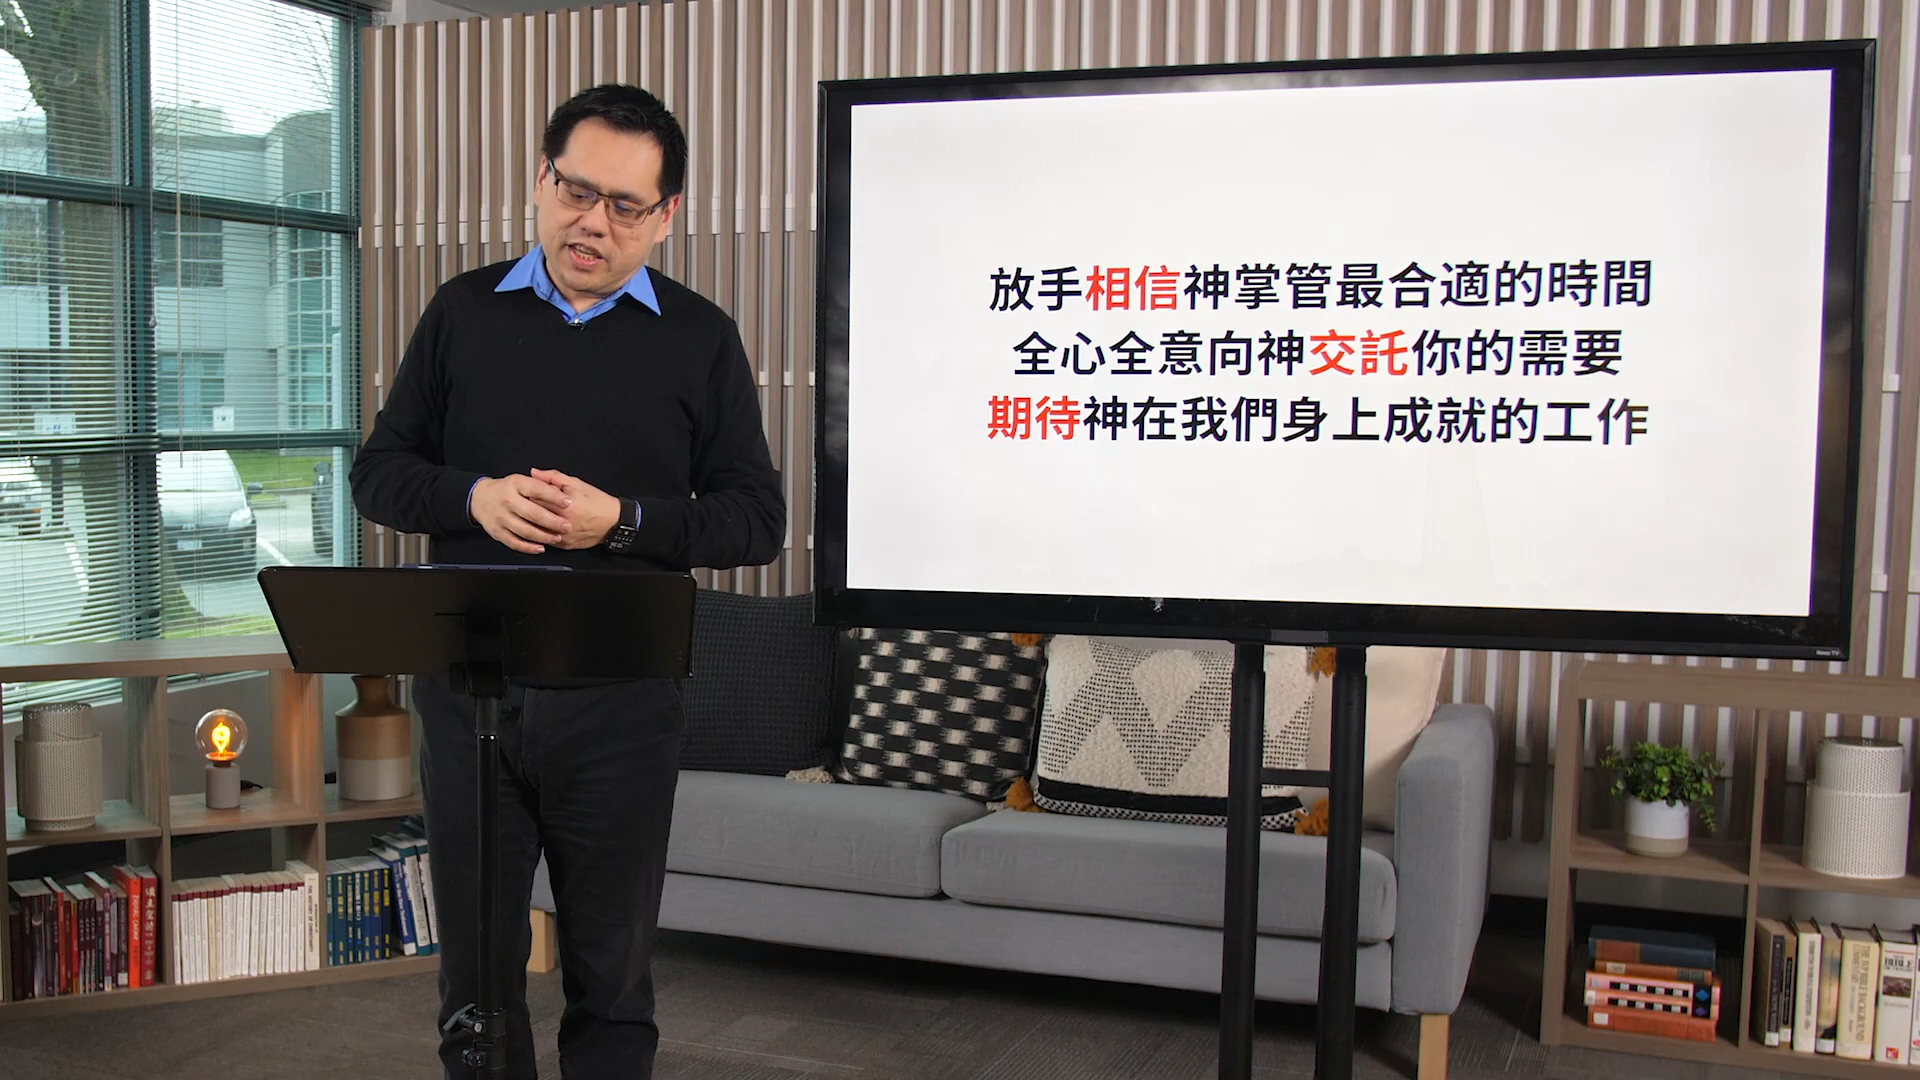 放手相信神掌管最合適的時間
全心全意向神交託你的需要
期待神在我們身上成就的工作